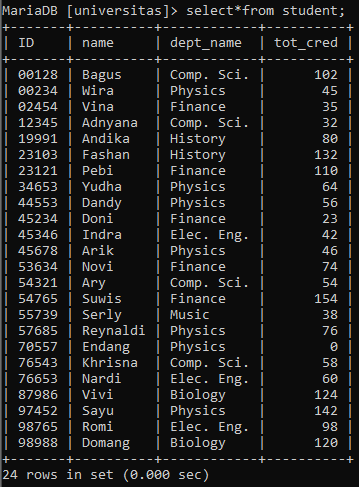 MariaDB [universitas]> select*from student;
+-------+----------+------------+----------+
| ID    | name     | dept_name  | tot_cred |
+-------+----------+------------+----------+
| 00128 | Bagus    | Comp. Sci. |      102 |
| 00234 | Wira     | Physics    |       45 |
| 02454 | Vina     | Finance    |       35 |
| 12345 | Adnyana  | Comp. Sci. |       32 |
| 19991 | Andika   | History    |       80 |
| 23103 | Fashan   | History    |      132 |
| 23121 | Pebi     | Finance    |      110 |
| 34653 | Yudha    | Physics    |       64 |
| 44553 | Dandy    | Physics    |       56 |
| 45234 | Doni     | Finance    |       23 |
| 45346 | Indra    | Elec. Eng. |       42 |
| 45678 | Arik     | Physics    |       46 |
| 53634 | Novi     | Finance    |       74 |
| 54321 | Ary      | Comp. Sci. |       54 |
| 54765 | Suwis    | Finance    |      154 |
| 55739 | Serly    | Music      |       38 |
| 57685 | Reynaldi | Physics    |       76 |
| 70557 | Endang   | Physics    |        0 |
| 76543 | Khrisna  | Comp. Sci. |       58 |
| 76653 | Nardi    | Elec. Eng. |       60 |
| 87986 | Vivi     | Biology    |      124 |
| 97452 | Sayu     | Physics    |      142 |
| 98765 | Romi     | Elec. Eng. |       98 |
| 98988 | Domang   | Biology    |      120 |
+-------+----------+------------+----------+
24 rows in set (0.000 sec)